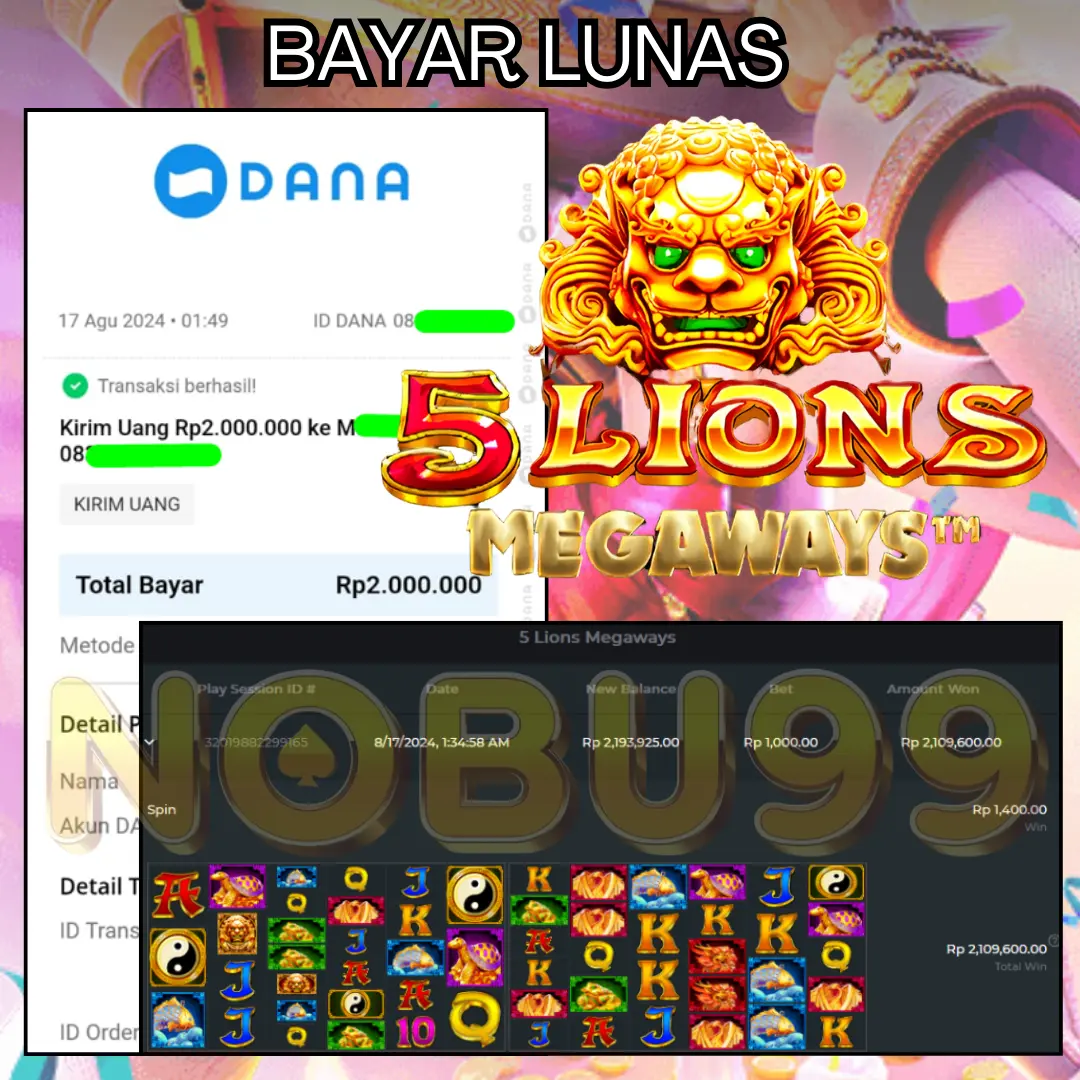 BAYAR LUNAS
DANA
17 Agu 2024 • 01:49
ID DANA 08
Transaksi berhasil!
Kirim Uang Rp2.000.000 ke M
08
KIRIM UANG
Total Bayar Rp2.000.000
Metode
Detail P
Nama
Akun DA
Detail T
ID Trans
ID Order
5 LIONS
MEGAWAYS™
NOBU99
5 Lions Megaways
Play Session ID # Date New Balance Bet Amount Won
32019882299165 8/17/2024, 1:34:58 AM Rp 2,193,925.00 Rp 1,000.00 Rp 2,109,600.00
Spin
Rp 1,400.00
Win
Rp 2,109,600.00
Total Win